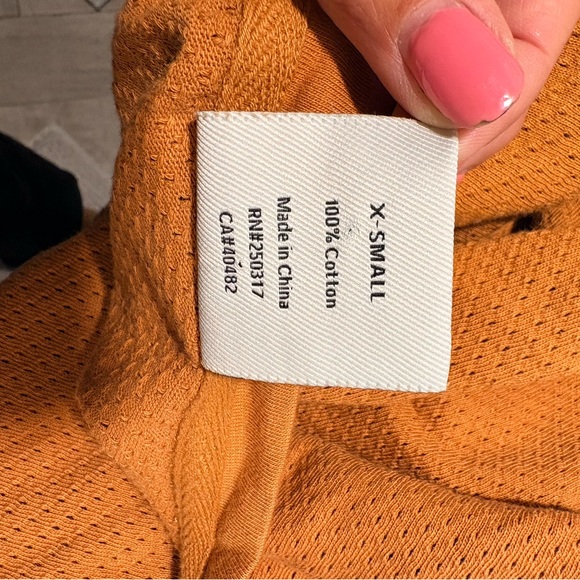 X-SMALL
100% Cotton
Made in China
RN#250317
CA#40482